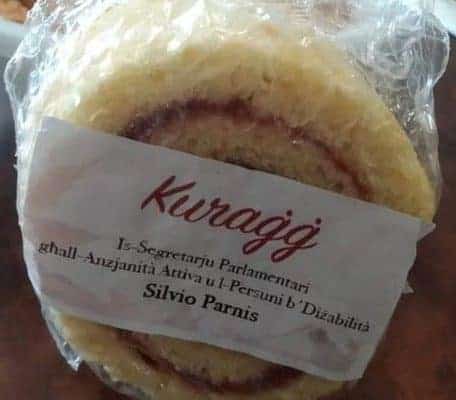 Kuraġġ
Is-Segretarju Parlamentari
għall-Anzjanità Attiva u l-Persuni b'Diżabilità
Silvio Parnis